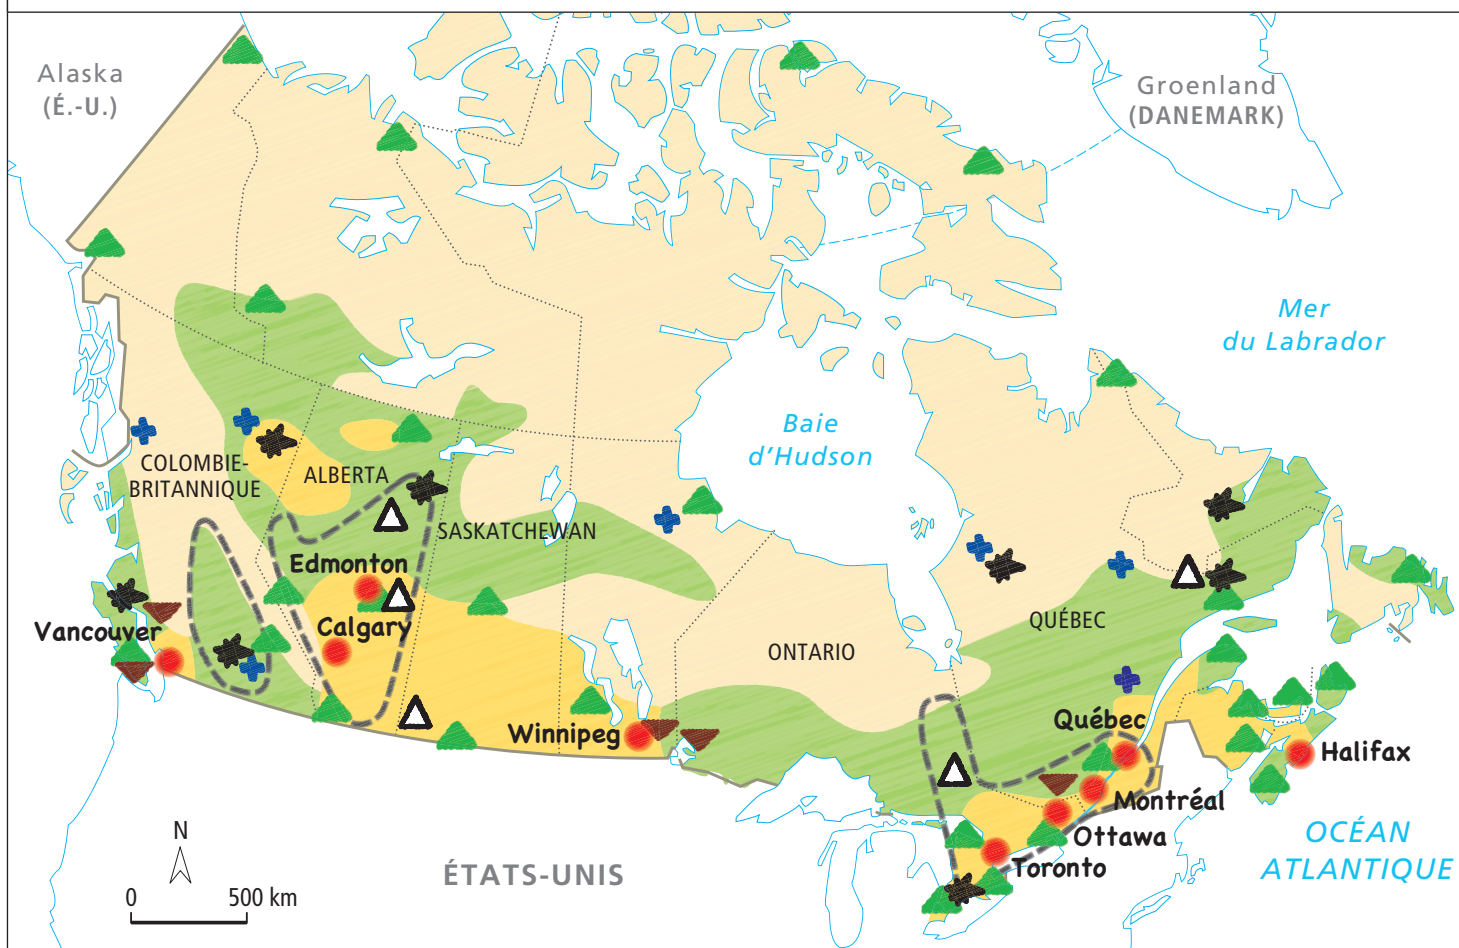 Alaska
(É.-U.)
Groenland
(DANEMARK)
Mer
du Labrador
Baie
d'Hudson
COLOMBIE-
BRITANNIQUE
ALBERTA
SASKATCHEWAN
Edmonton
Vancouver
Calgary
ONTARIO
QUÉBEC
Winnipeg
Québec
Halifax
Montréal
Ottawa
Toronto
OCÉAN
ATLANTIQUE
ÉTATS-UNIS
N
0 500 km